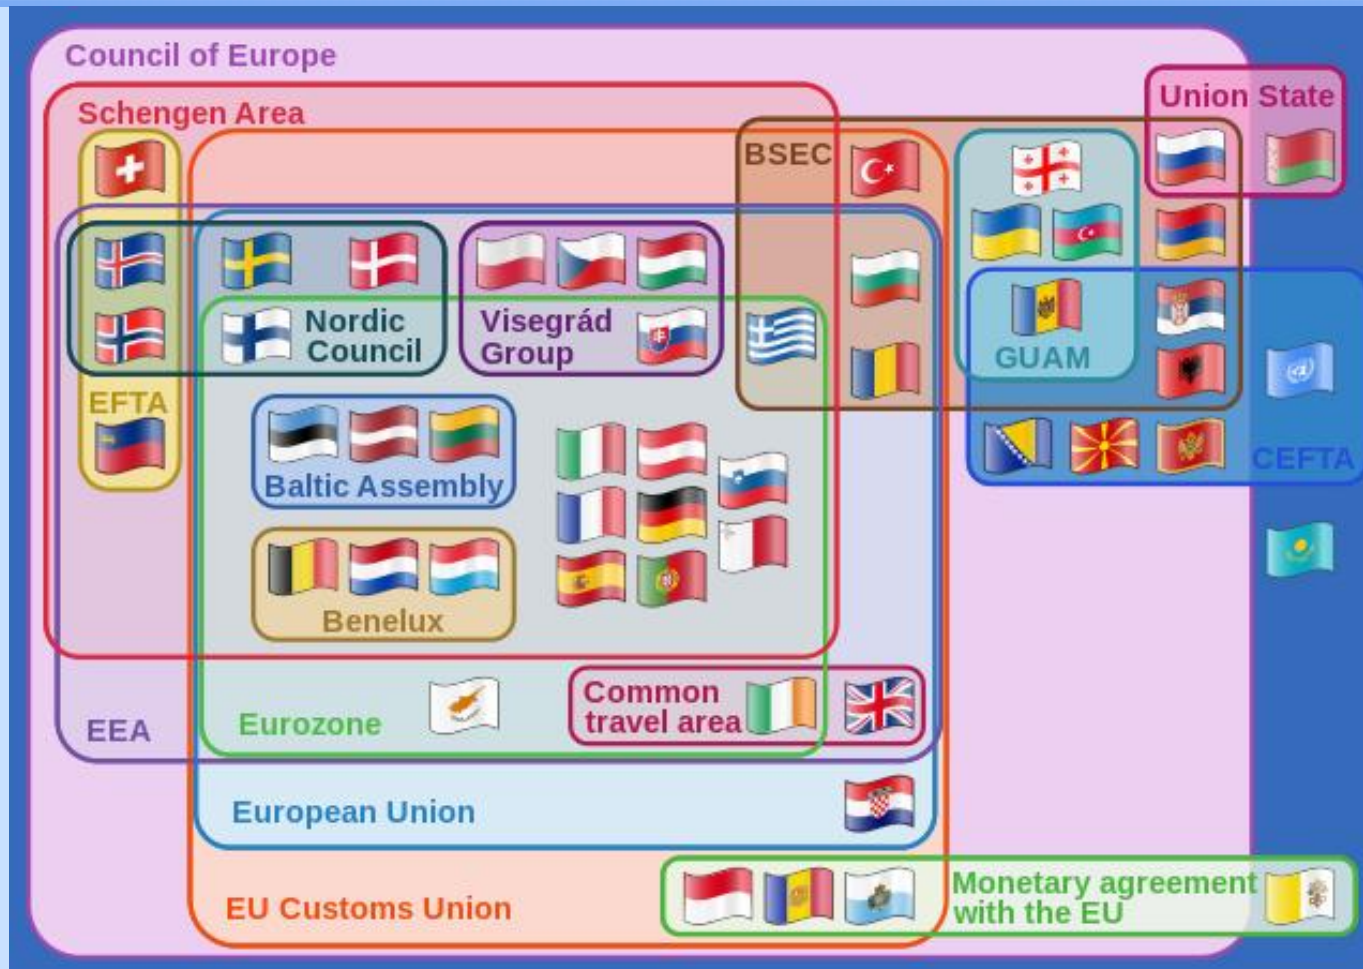 Council of Europe
Schengen Area
Union State
BSEC
Nordic
Council
Visegrád
Group
GUAM
EFTA
CEFTA
Baltic Assembly
Benelux
Common
travel area
EEA
Eurozone
European Union
EU Customs Union
Monetary agreement
with the EU